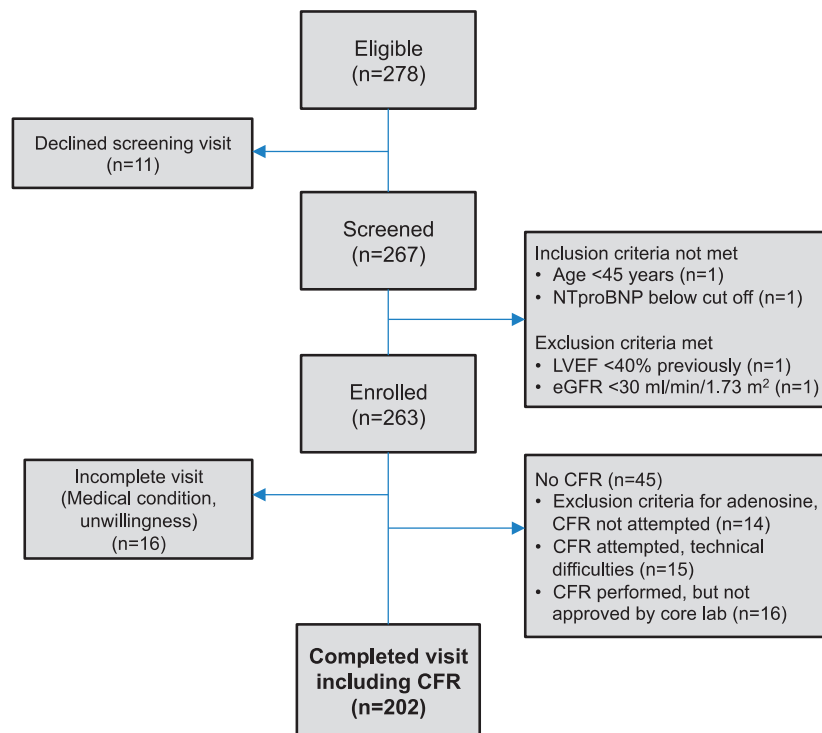 Eligible
(n=278)
Declined screening visit
(n=11)
Screened
(n=267)
Inclusion criteria not met
• Age <45 years (n=1)
• NTproBNP below cut off (n=1)
Exclusion criteria met
• LVEF <40% previously (n=1)
• eGFR <30 ml/min/1.73 m² (n=1)
Enrolled
(n=263)
Incomplete visit
(Medical condition,
unwillingness)
(n=16)
No CFR (n=45)
• Exclusion criteria for adenosine,
CFR not attempted (n=14)
• CFR attempted, technical
difficulties (n=15)
• CFR performed, but not
approved by core lab (n=16)
Completed visit
including CFR
(n=202)